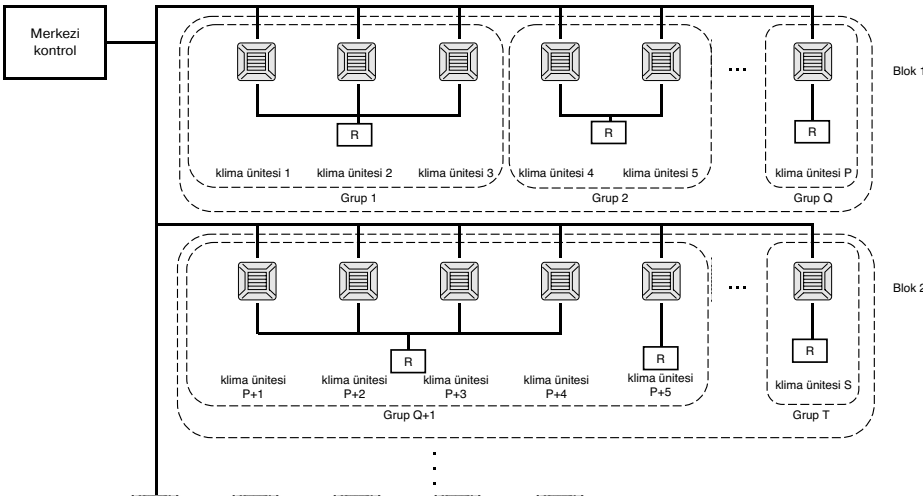 Merkezi
kontrol
Blok 1
R
R
R
klima ünitesi 1
klima ünitesi 2
klima ünitesi 3
klima ünitesi 4
klima ünitesi 5
klima ünitesi P
Grup 1
Grup 2
Grup Q
Blok 2
R
R
R
klima ünitesi
P+1
klima ünitesi
P+2
klima ünitesi
P+3
klima ünitesi
P+4
klima ünitesi
P+5
klima ünitesi S
Grup Q+1
Grup T